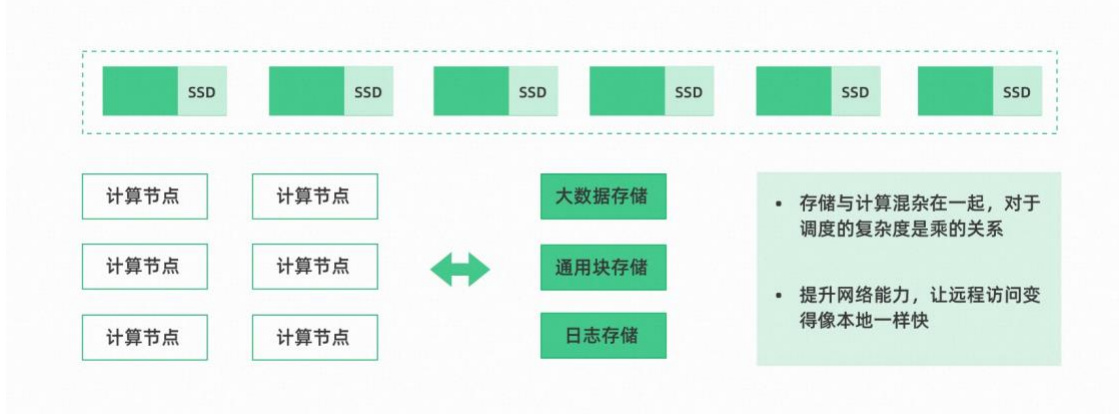 SSD SSD SSD SSD SSD SSD
计算节点 计算节点 大数据存储
计算节点 计算节点 通用块存储
计算节点 计算节点 日志存储
• 存储与计算混杂在一起，对于
调度的复杂度是乘的关系
• 提升网络能力，让远程访问变
得像本地一样快